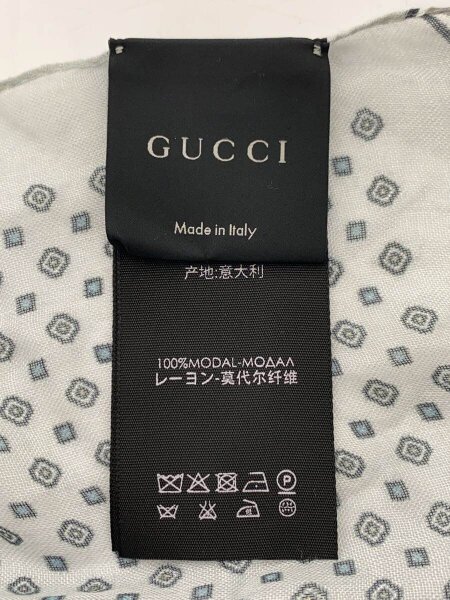 GUCCI
Made in Italy
产地:意大利
100%MODAL-МОДАЛ
レーヨン-莫代尔纤维
P